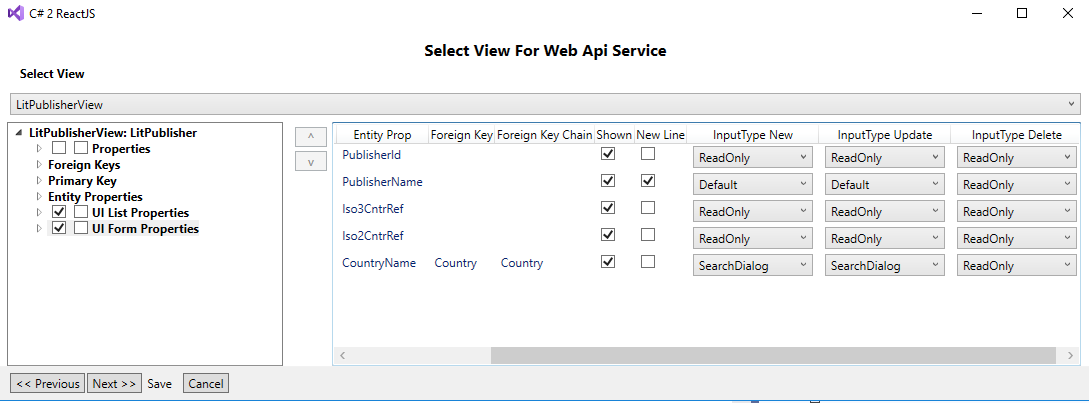 C# 2 ReactJS
Select View For Web Api Service
Select View
LitPublisherView
LitPublisherView: LitPublisher
Properties
Foreign Keys
Primary Key
Entity Properties
UI List Properties
UI Form Properties
Entity Prop Foreign Key Foreign Key Chain Shown New Line InputType New InputType Update InputType Delete
PublisherId ReadOnly ReadOnly ReadOnly
PublisherName Default Default ReadOnly
Iso3CntrRef ReadOnly ReadOnly ReadOnly
Iso2CntrRef ReadOnly ReadOnly ReadOnly
CountryName Country Country SearchDialog SearchDialog ReadOnly
<< Previous Next >> Save Cancel